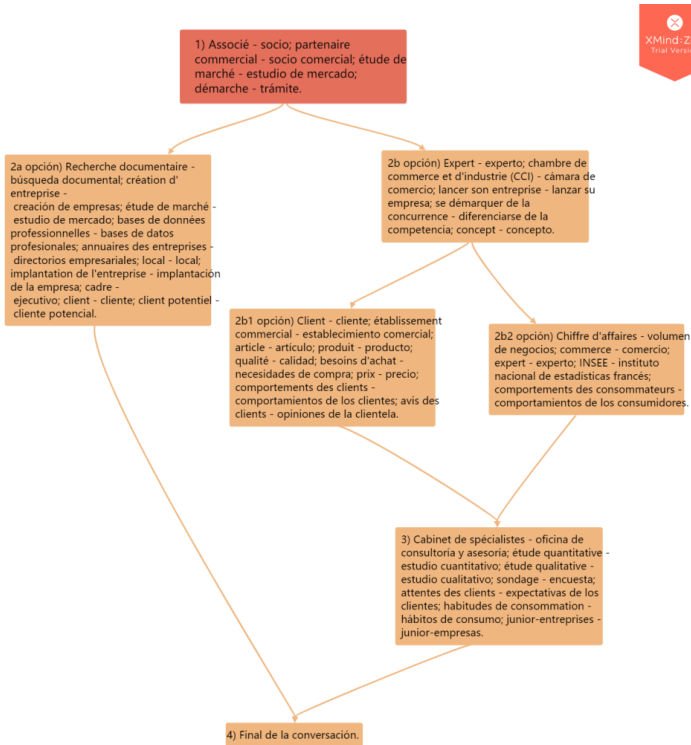 XMind:Z
Trial Versi
1) Associé - socio; partenaire
commercial - socio comercial; étude de
marché - estudio de mercado;
démarche - trámite.
2a opción) Recherche documentaire -
búsqueda documental; création d'
entreprise -
creación de empresas; étude de marché -
estudio de mercado; bases de données
professionnelles - bases de datos
profesionales; annuaires des entreprises -
directorios empresariales; local - local;
implantation de l'entreprise - implantación
de la empresa; cadre -
ejecutivo; client - cliente; client potentiel -
cliente potencial.
2b opción) Expert - experto; chambre de
commerce et d'industrie (CCI) - cámara de
comercio; lancer son entreprise - lanzar su
empresa; se démarquer de la
concurrence - diferenciarse de la
competencia; concept - concepto.
2b1 opción) Client - cliente; établissement
commercial - establecimiento comercial;
article - artículo; produit - producto;
qualité - calidad; besoins d'achat -
necesidades de compra; prix - precio;
comportements des clients -
comportamientos de los clientes; avis des
clients - opiniones de la clientela.
2b2 opción) Chiffre d'affaires - volumen
de negocios; commerce - comercio;
expert - experto; INSEE - instituto
nacional de estadísticas francés;
comportements des consommateurs -
comportamientos de los consumidores.
3) Cabinet de spécialistes - oficina de
consultoría y asesoría; étude quantitative -
estudio cuantitativo; étude qualitative -
estudio cualitativo; sondage - encuesta;
attentes des clients - expectativas de los
clientes; habitudes de consommation -
hábitos de consumo; junior-entreprises -
junior-empresas.
4) Final de la conversación.